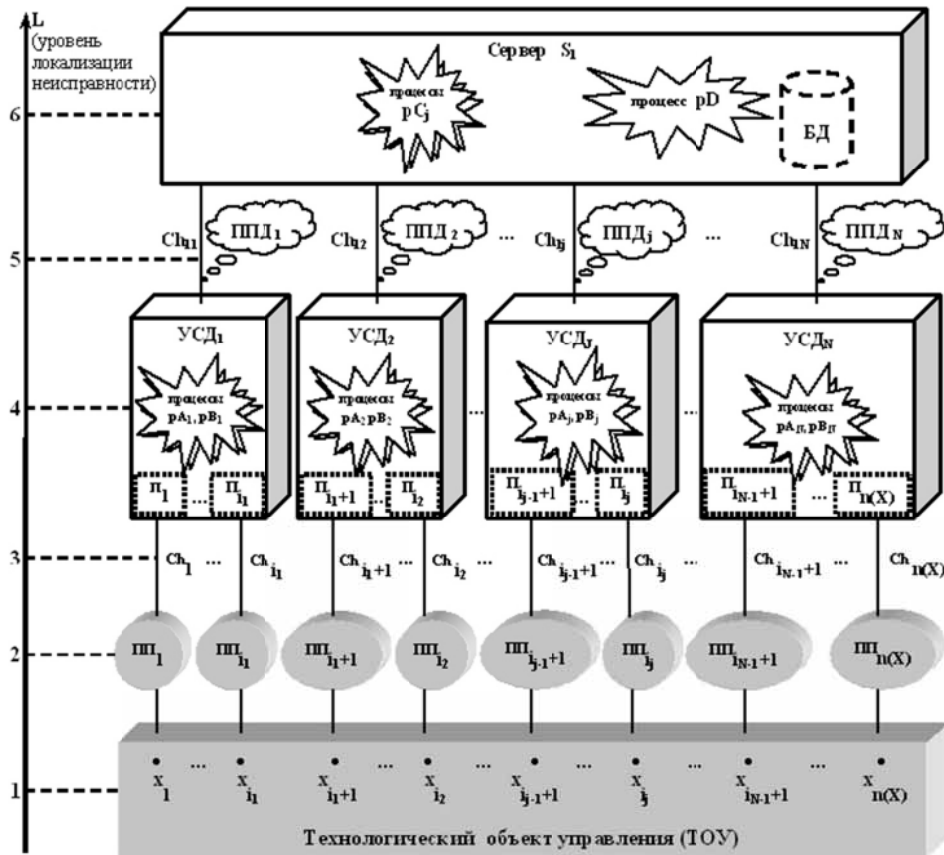 L
(уровень
локализации
неисправности)
Сервер S1
процессы
pCj
процесс pD
БД
6
ППД1
ППД2
ППДj
ППДN
Ch11
Ch12
...
Ch1j
...
Ch1N
5
УСД1
УСД2
УСДJ
УСДN
процессы
pA1, pB1
процессы
pA2 pB2
процессы
pAj, pBj
процессы
pAN, pBN
4
...
...
П1 ... Пi1
Пi1+1 ... Пi2
Пij-1+1 ... Пij
ПiN-1+1 ... Пn(X)
3
Ch1 ... Chi1 Chi1+1 ... Chi2 ... Chij-1+1 ... Chij ... ChiN-1+1 ... Chn(X)
2
ПП1 ППi1 ППi1+1 ППi2 ППij-1+1 ППij ППiN-1+1 ППn(X)
1
x1 ... xi1 xi1+1 ... xi2 ... xij-1+1 ... xij ... xiN-1+1 ... xn(X)
Технологический объект управления (ТОУ)